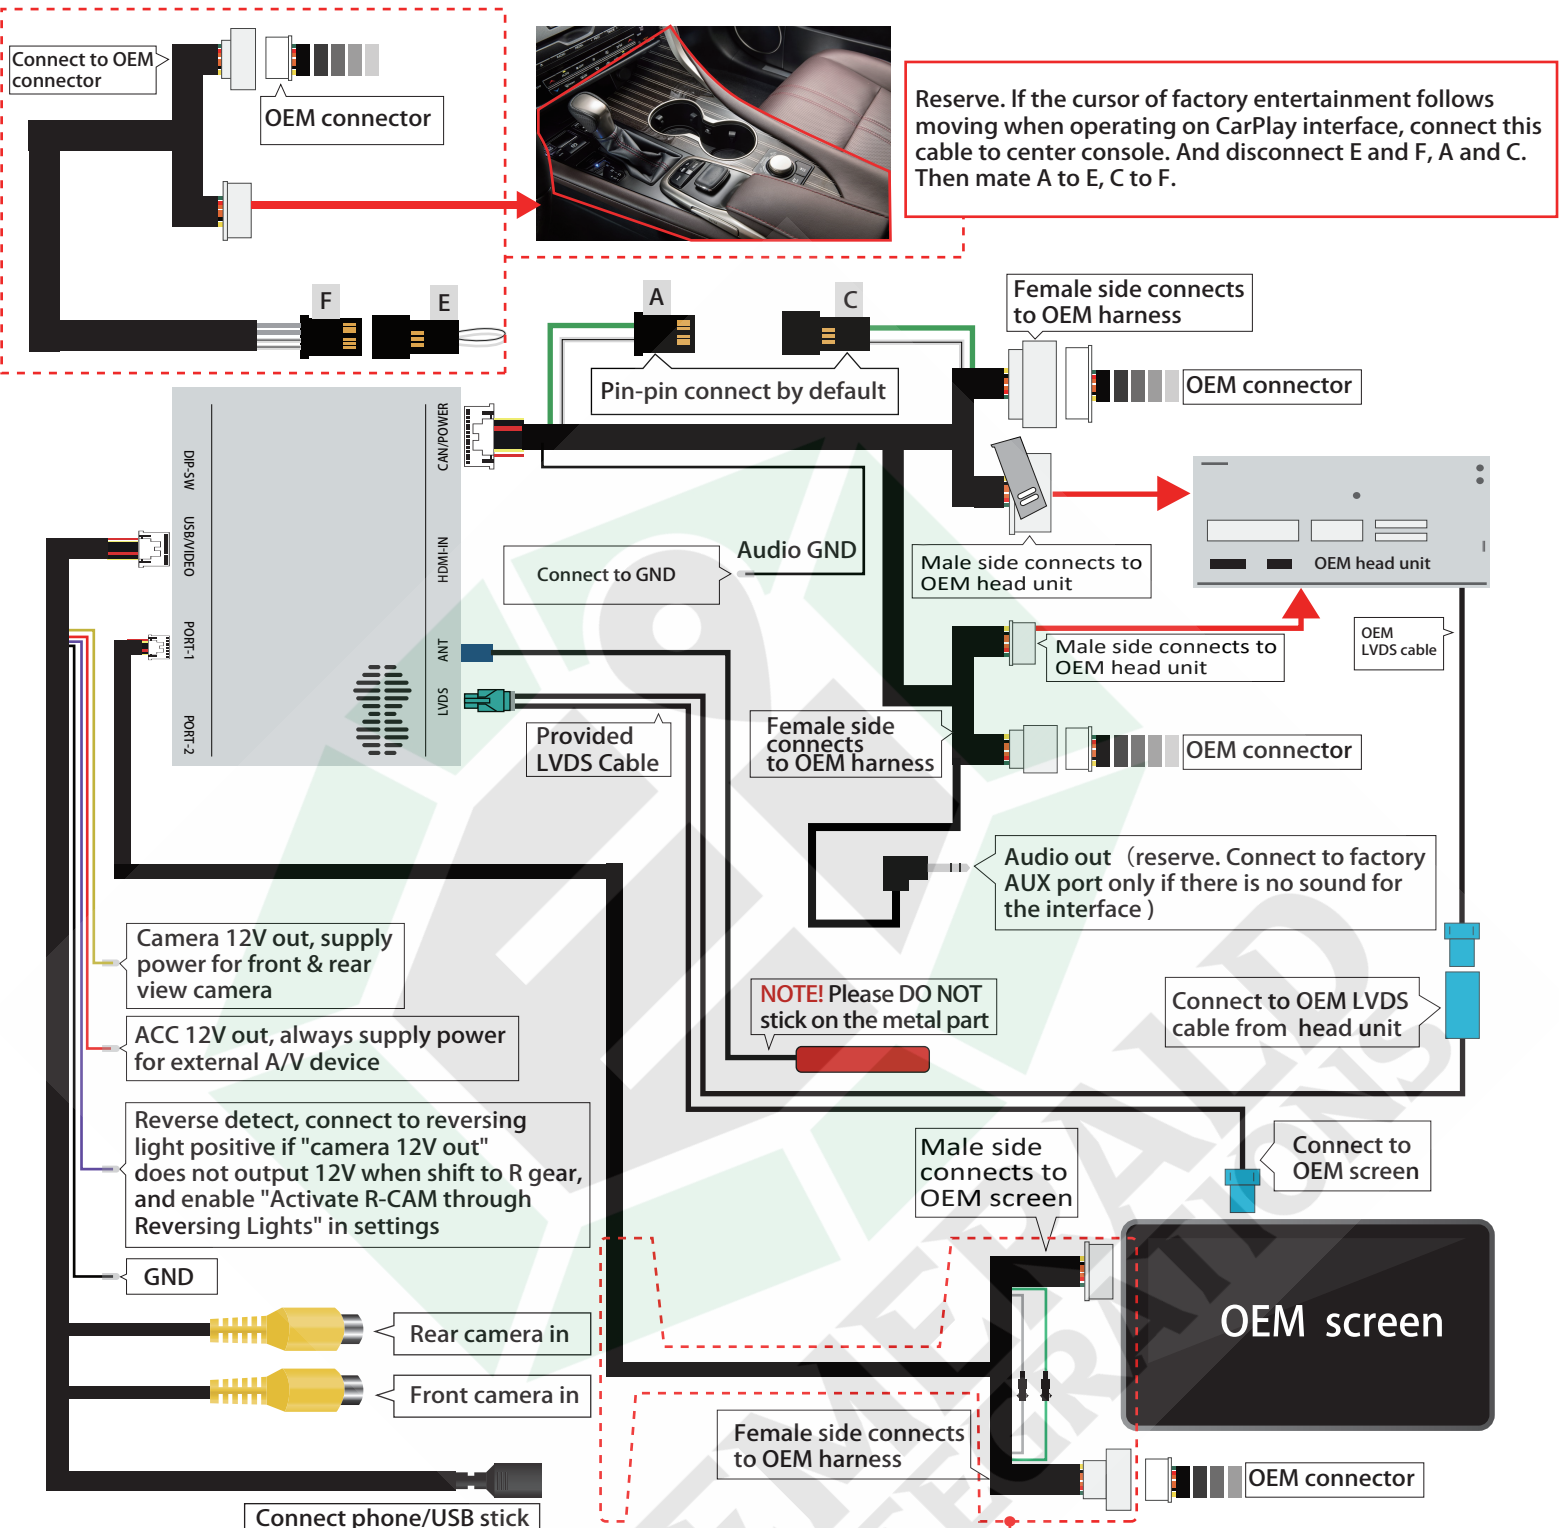 Connect to OEM
connector
OEM connector
Reserve. If the cursor of factory entertainment follows
moving when operating on CarPlay interface, connect this
cable to center console. And disconnect E and F, A and C.
Then mate A to E, C to F.
F
E
A
C
Female side connects
to OEM harness
Pin-pin connect by default
OEM connector
CAN/POWER
DIP-SW
USB/VIDEO
HDMI-IN
PORT-1
ANT
LVDS
PORT-2
Audio GND
Connect to GND
Male side connects to
OEM head unit
OEM head unit
Male side connects to
OEM head unit
OEM
LVDS cable
Provided
LVDS Cable
Female side
connects
to OEM harness
OEM connector
Audio out（reserve. Connect to factory
AUX port only if there is no sound for
the interface )
Camera 12V out, supply
power for front & rear
view camera
NOTE! Please DO NOT
stick on the metal part
Connect to OEM LVDS
cable from head unit
ACC 12V out, always supply power
for external A/V device
Reverse detect, connect to reversing
light positive if "camera 12V out"
does not output 12V when shift to R gear,
and enable "Activate R-CAM through
Reversing Lights" in settings
Male side
connects to
OEM screen
Connect to
OEM screen
GND
Rear camera in
OEM screen
Front camera in
Female side connects
to OEM harness
OEM connector
Connect phone/USB stick
EMERALD
INTEGRATIONS